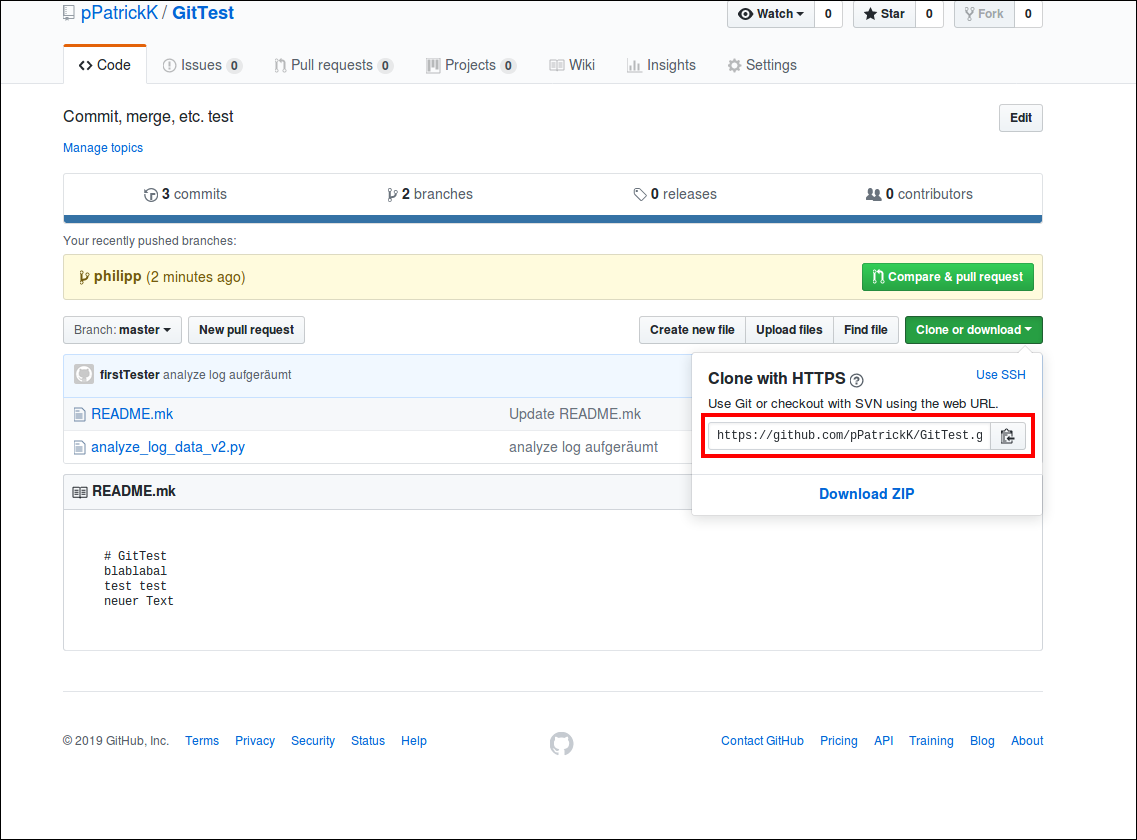 pPatrickK / GitTest
Watch 0 Star 0 Fork 0
Code Issues 0 Pull requests 0 Projects 0 Wiki Insights Settings
Commit, merge, etc. test
Edit
Manage topics
3 commits 2 branches 0 releases 0 contributors
Your recently pushed branches:
philipp (2 minutes ago) Compare & pull request
Branch: master New pull request Create new file Upload files Find file Clone or download
firstTester analyze log aufgeräumt
README.mk Update README.mk
analyze_log_data_v2.py analyze log aufgeräumt
Clone with HTTPS ? Use SSH
Use Git or checkout with SVN using the web URL.
https://github.com/pPatrickK/GitTest.g
Download ZIP
README.mk
# GitTest
blablabal
test test
neuer Text
© 2019 GitHub, Inc. Terms Privacy Security Status Help Contact GitHub Pricing API Training Blog About